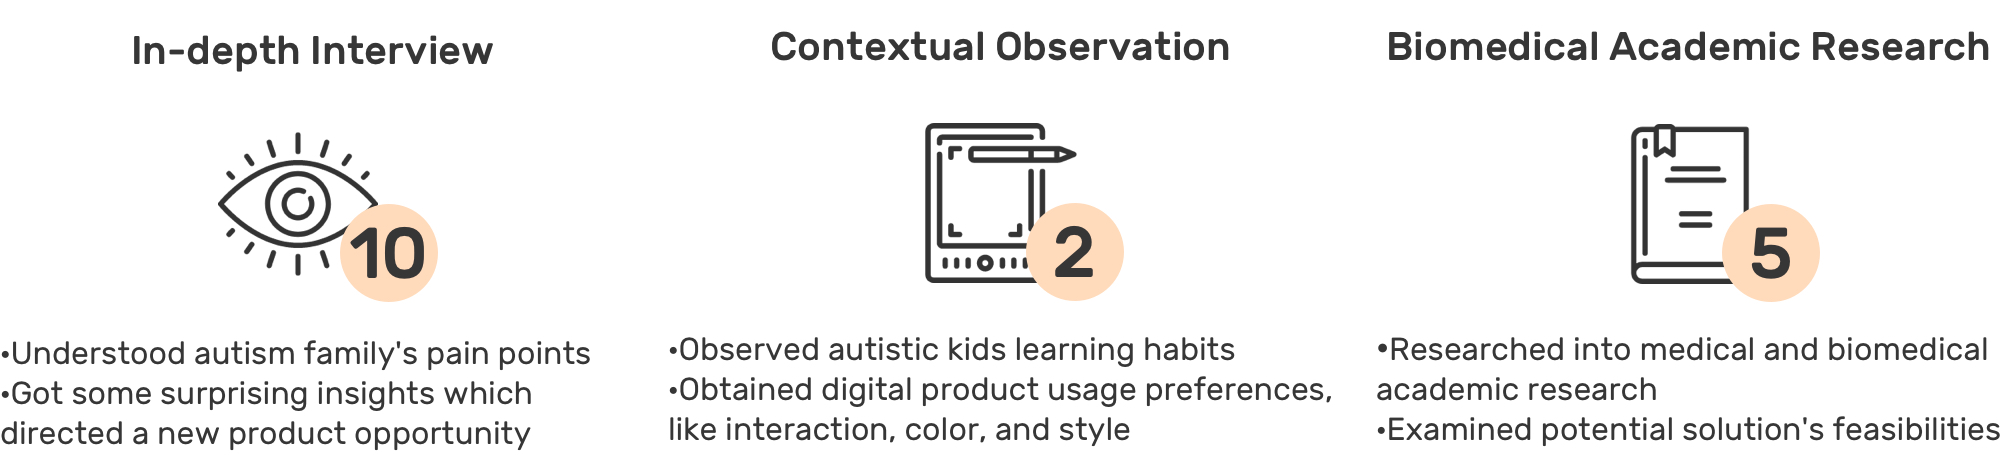 In-depth Interview
10
•Understood autism family's pain points
•Got some surprising insights which
directed a new product opportunity
Contextual Observation
2
•Observed autistic kids learning habits
•Obtained digital product usage preferences,
like interaction, color, and style
Biomedical Academic Research
5
•Researched into medical and biomedical
academic research
•Examined potential solution's feasibilities